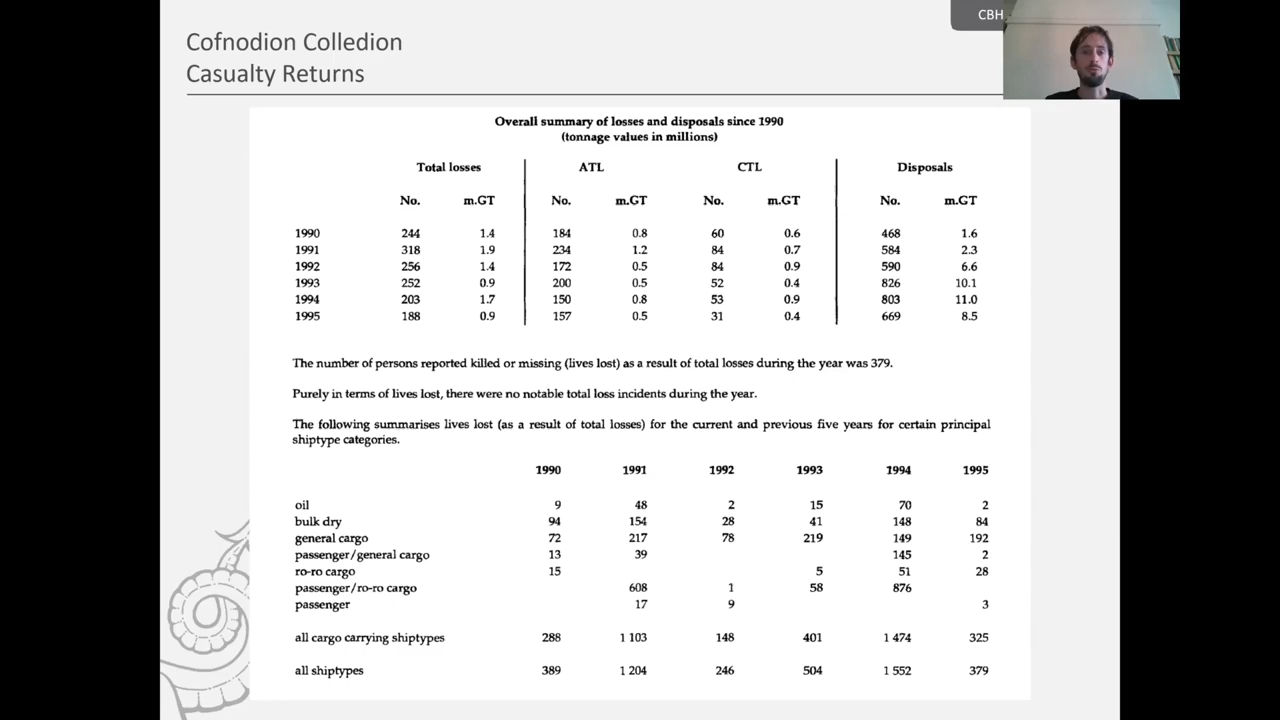 Cofnodion Colledion
Casualty Returns
CBH
Overall summary of losses and disposals since 1990
(tonnage values in millions)
Total losses ATL CTL Disposals
No. m.GT No. m.GT No. m.GT No. m.GT
1990 244 1.4 184 0.8 60 0.6 468 1.6
1991 318 1.9 234 1.2 84 0.7 584 2.3
1992 256 1.4 172 0.5 84 0.9 590 6.6
1993 252 0.9 200 0.5 52 0.4 826 10.1
1994 203 1.7 150 0.8 53 0.9 803 11.0
1995 188 0.9 157 0.5 31 0.4 669 8.5
The number of persons reported killed or missing (lives lost) as a result of total losses during the year was 379.
Purely in terms of lives lost, there were no notable total loss incidents during the year.
The following summarises lives lost (as a result of total losses) for the current and previous five years for certain principal
shiptype categories.
1990 1991 1992 1993 1994 1995
oil 9 48 2 15 70 2
bulk dry 94 154 28 41 148 84
general cargo 72 217 78 219 149 192
passenger/general cargo 13 39 145 2
ro-ro cargo 15 5 51 28
passenger/ro-ro cargo 608 1 58 876
passenger 17 9 3
all cargo carrying shiptypes 288 1 103 148 401 1 474 325
all shiptypes 389 1 204 246 504 1 552 379